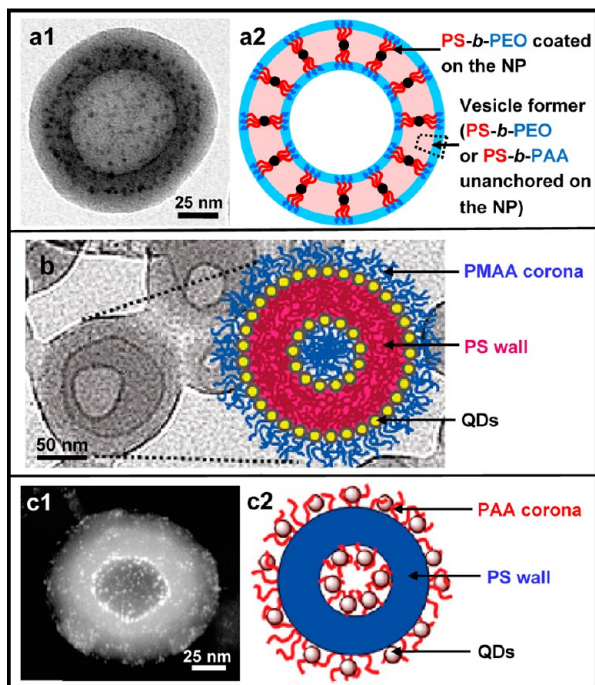 a1
25 nm
a2
PS-b-PEO coated
on the NP
Vesicle former
(PS-b-PEO
or PS-b-PAA
unanchored on
the NP)
b
PMAA corona
PS wall
QDs
50 nm
c1
25 nm
c2
PAA corona
PS wall
QDs